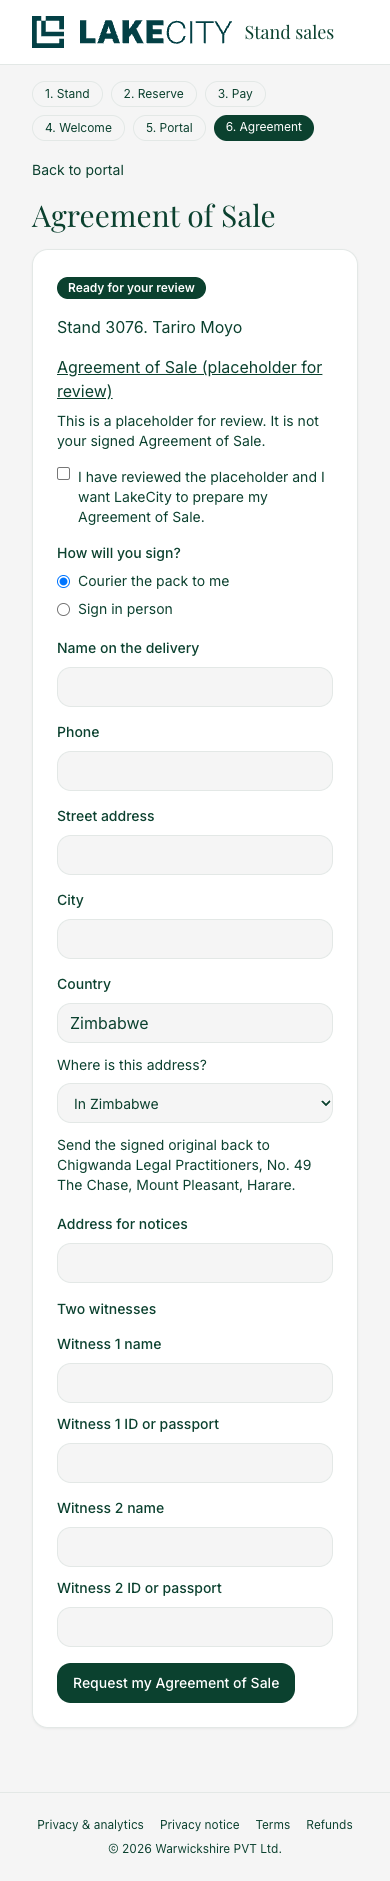 LAKECITY Stand sales
1. Stand
2. Reserve
3. Pay
4. Welcome
5. Portal
6. Agreement
Back to portal
Agreement of Sale
Ready for your review
Stand 3076. Tariro Moyo
Agreement of Sale (placeholder for
review)
This is a placeholder for review. It is not
your signed Agreement of Sale.
I have reviewed the placeholder and I
want LakeCity to prepare my
Agreement of Sale.
How will you sign?
Courier the pack to me
Sign in person
Name on the delivery
Phone
Street address
City
Country
Zimbabwe
Where is this address?
In Zimbabwe
Send the signed original back to
Chigwanda Legal Practitioners, No. 49
The Chase, Mount Pleasant, Harare.
Address for notices
Two witnesses
Witness 1 name
Witness 1 ID or passport
Witness 2 name
Witness 2 ID or passport
Request my Agreement of Sale
Privacy & analytics Privacy notice Terms Refunds
© 2026 Warwickshire PVT Ltd.